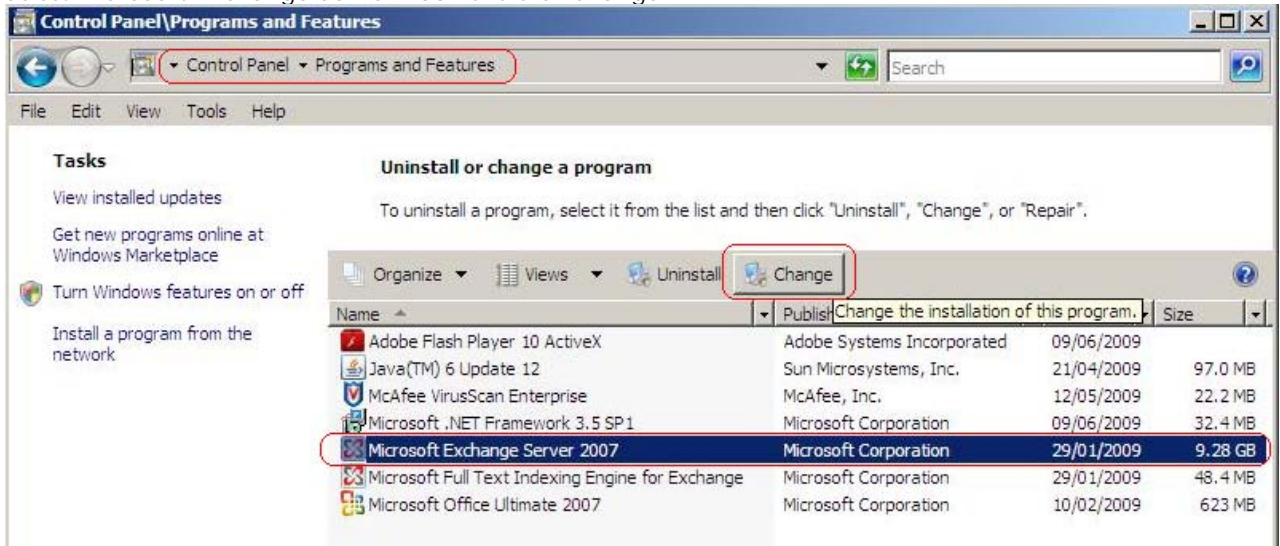 Control Panel\Programs and Features
Control Panel Programs and Features
Search
File Edit View Tools Help
Tasks
View installed updates
Get new programs online at
Windows Marketplace
Turn Windows features on or off
Install a program from the
network
Uninstall or change a program
To uninstall a program, select it from the list and then click "Uninstall", "Change", or "Repair".
Organize Views Uninstall Change
Name Publish Change the installation of this program. Size
Adobe Flash Player 10 ActiveX Adobe Systems Incorporated 09/06/2009
Java(TM) 6 Update 12 Sun Microsystems, Inc. 21/04/2009 97.0 MB
McAfee VirusScan Enterprise McAfee, Inc. 12/05/2009 22.2 MB
Microsoft .NET Framework 3.5 SP1 Microsoft Corporation 09/06/2009 32.4 MB
Microsoft Exchange Server 2007 Microsoft Corporation 29/01/2009 9.28 GB
Microsoft Full Text Indexing Engine for Exchange Microsoft Corporation 29/01/2009 48.4 MB
Microsoft Office Ultimate 2007 Microsoft Corporation 10/02/2009 623 MB